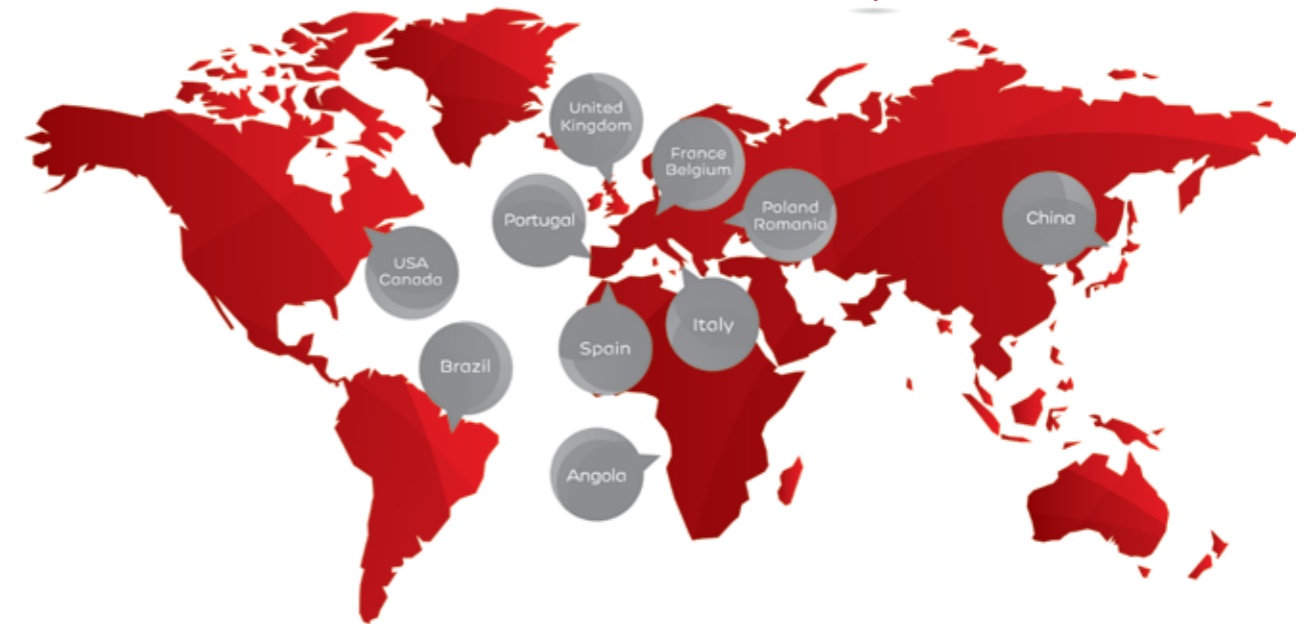 United
Kingdom
France
Belgium
Portugal
Poland
Romania
China
USA
Canada
Italy
Spain
Brazil
Angola